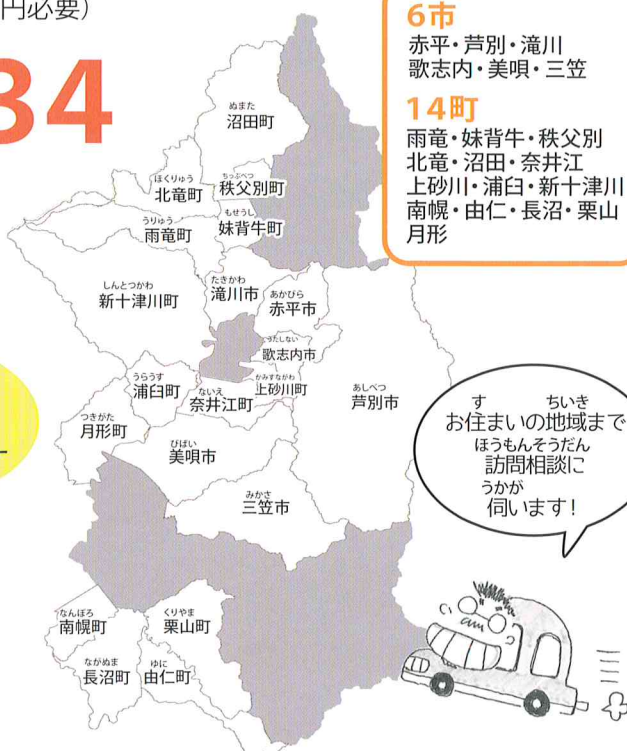 円必要）
34
6市
赤平・芦別・滝川
歌志内・美唄・三笠
14町
雨竜・妹背牛・秩父別
北竜・沼田・奈井江
上砂川・浦臼・新十津川
南幌・由仁・長沼・栗山
月形
ぬまた
沼田町
ほくりゅう
北竜町
ちっぷべつ
秩父別町
うりゅう
雨竜町
もせうし
妹背牛町
しんとつかわ
新十津川町
たきかわ
滝川市
あかびら
赤平市
うたしない
歌志内市
かみすながわ
上砂川町
うらうす
浦臼町
ないえ
奈井江町
あしべつ
芦別市
つきがた
月形町
びばい
美唄市
みかさ
三笠市
なんぽろ
南幌町
くりやま
栗山町
ながぬま
長沼町
ゆに
由仁町
す ちいき
お住まいの地域まで
ほうもんそうだん
訪問相談に
うかが
伺います！